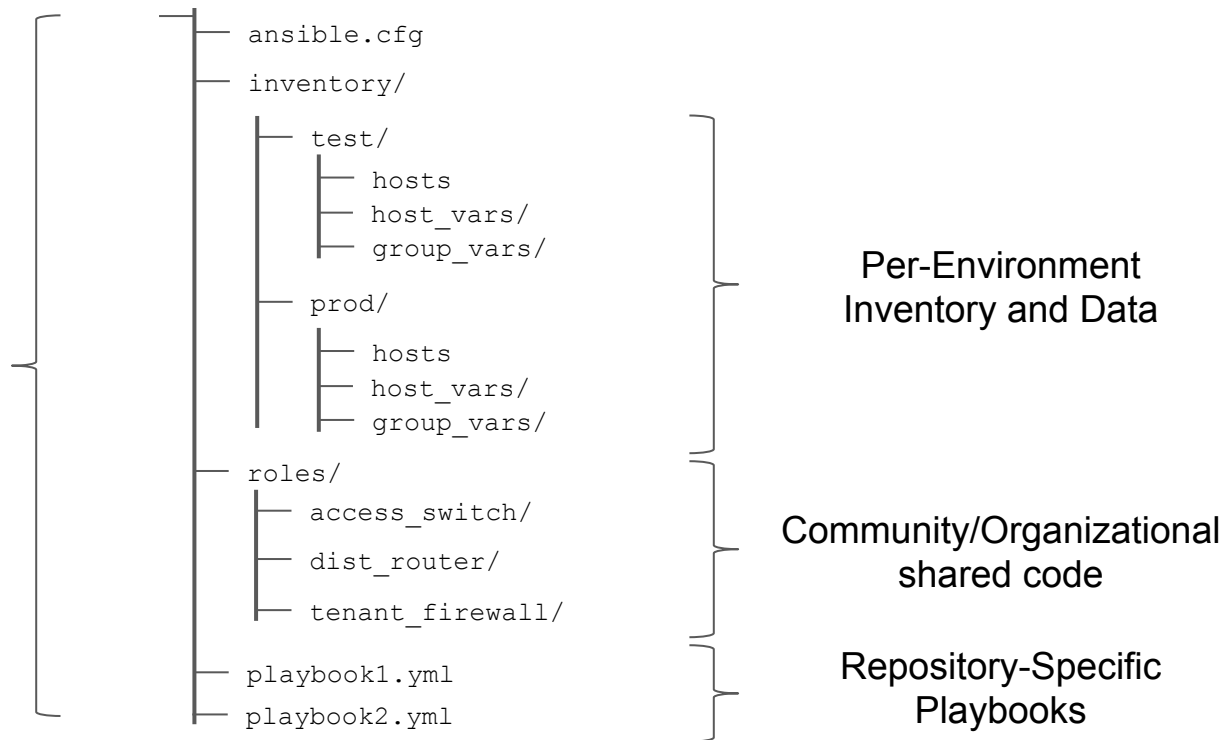 ansible.cfg
inventory/
test/
hosts
host_vars/
group_vars/
prod/
hosts
host_vars/
group_vars/
Per-Environment
Inventory and Data
roles/
access_switch/
dist_router/
tenant_firewall/
Community/Organizational
shared code
playbook1.yml
playbook2.yml
Repository-Specific
Playbooks